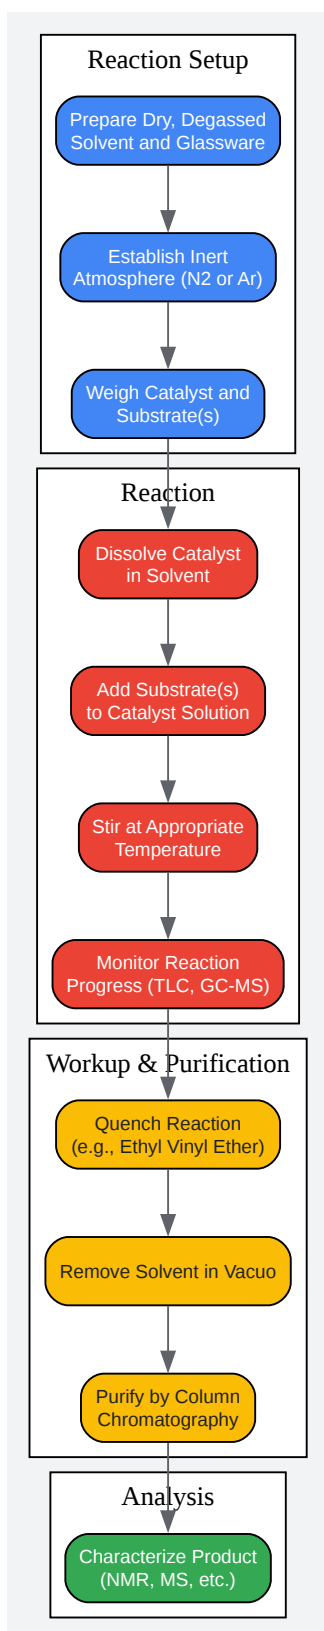 Reaction Setup
Prepare Dry, Degassed
Solvent and Glassware
Establish Inert
Atmosphere (N2 or Ar)
Weigh Catalyst and
Substrate(s)
Reaction
Dissolve Catalyst
in Solvent
Add Substrate(s)
to Catalyst Solution
Stir at Appropriate
Temperature
Monitor Reaction
Progress (TLC, GC-MS)
Workup & Purification
Quench Reaction
(e.g., Ethyl Vinyl Ether)
Remove Solvent in Vacuo
Purify by Column
Chromatography
Analysis
Characterize Product
(NMR, MS, etc.)